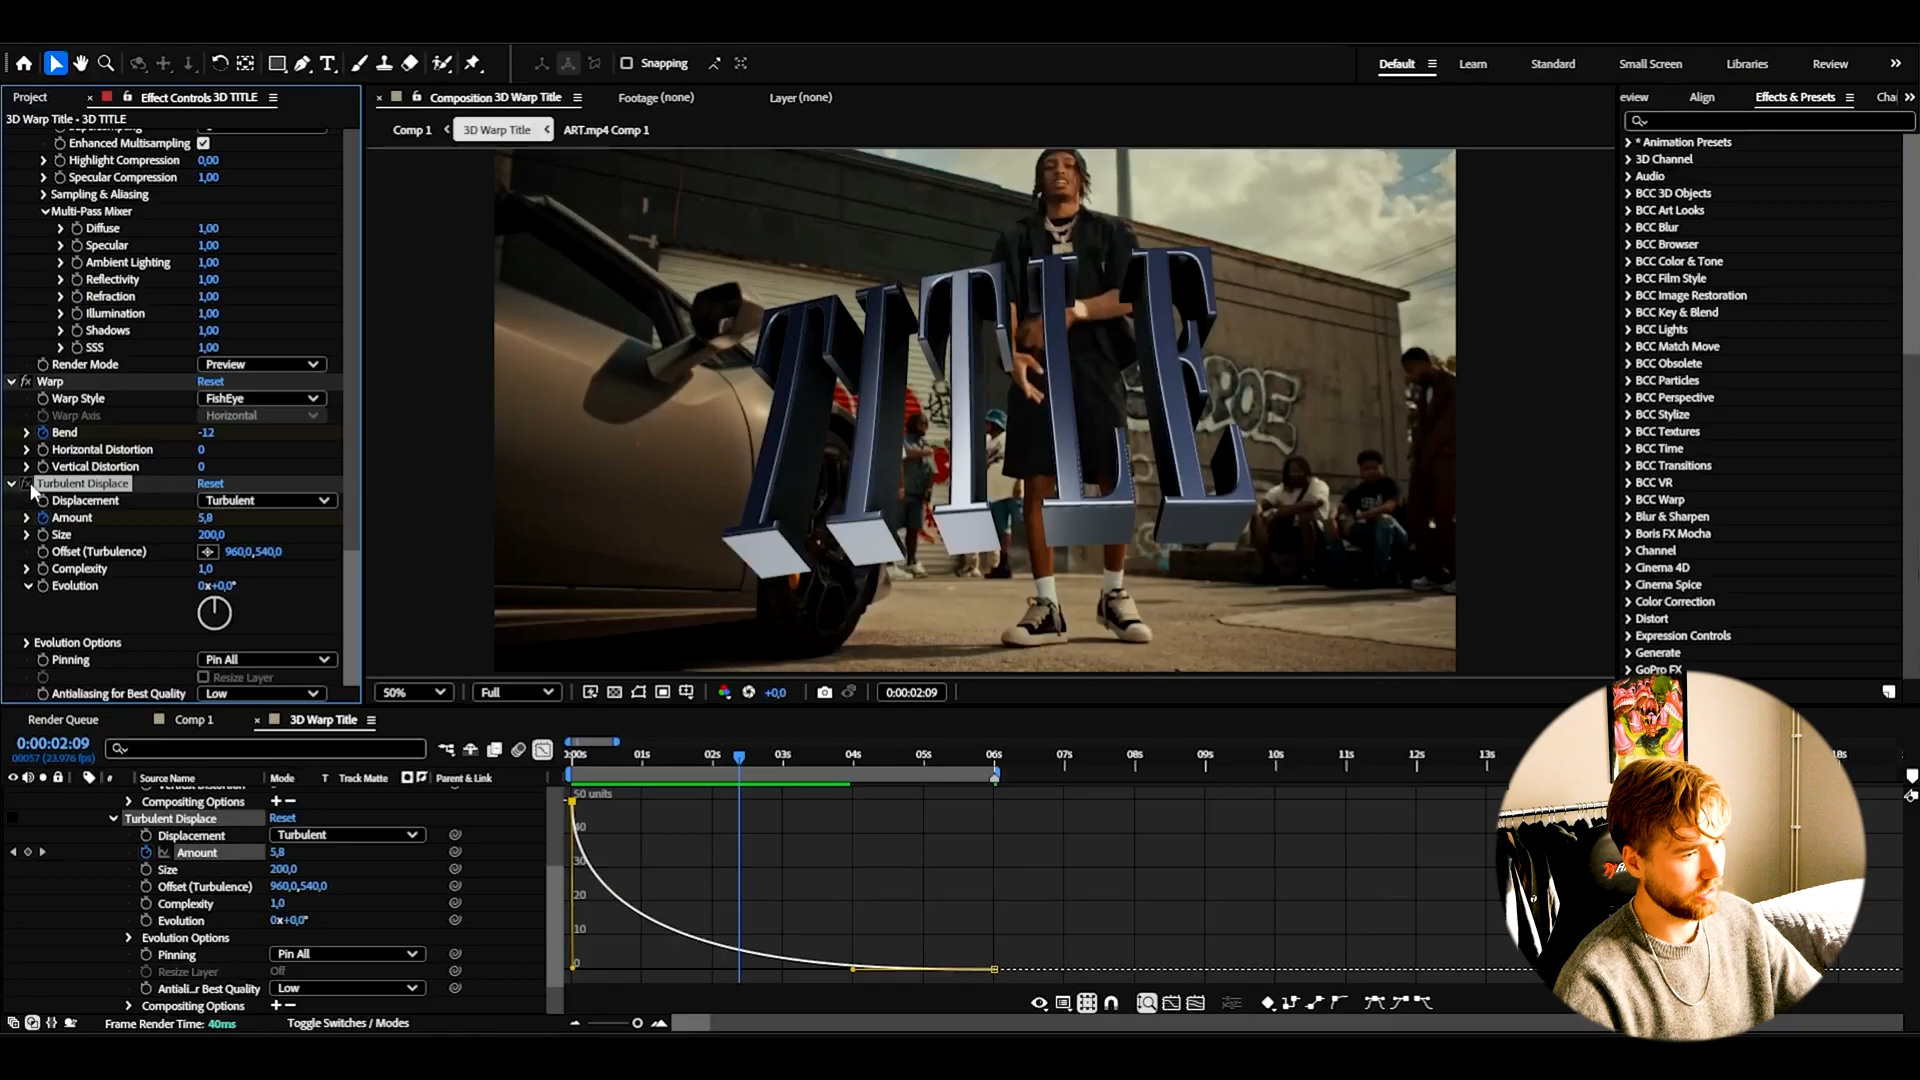 Snapping
Default
Learn
Standard
Small Screen
Libraries
Review
Project
Effect Controls 3D TITLE
Composition 3D Warp Title
Footage (none)
Layer (none)
eview
Align
Effects & Presets
Cha
3D Warp Title - 3D TITLE
Comp 1
3D Warp Title
ART.mp4 Comp 1
Enhanced Multisampling
Highlight Compression 0,00
Specular Compression 1,00
Sampling & Aliasing
Multi-Pass Mixer
Diffuse 1,00
Specular 1,00
Ambient Lighting 1,00
Reflectivity 1,00
Refraction 1,00
Illumination 1,00
Shadows 1,00
SSS 1,00
Render Mode Preview
fx Warp Reset
Warp Style FishEye
Warp Axis Horizontal
Bend -12
Horizontal Distortion 0
Vertical Distortion 0
Turbulent Displace Reset
Displacement Turbulent
Amount 5,8
Size 200,0
Offset (Turbulence) 960,0,540,0
Complexity 1,0
Evolution 0x+0,0°
Evolution Options
Pinning Pin All
Resize Layer
Antialiasing for Best Quality Low
TITLE
POE
* Animation Presets
3D Channel
Audio
BCC 3D Objects
BCC Art Looks
BCC Blur
BCC Browser
BCC Color & Tone
BCC Film Style
BCC Image Restoration
BCC Key & Blend
BCC Lights
BCC Match Move
BCC Obsolete
BCC Particles
BCC Perspective
BCC Stylize
BCC Textures
BCC Time
BCC Transitions
BCC VR
BCC Warp
Blur & Sharpen
Boris FX Mocha
Channel
Cinema 4D
Cinema Spice
Color Correction
Distort
Expression Controls
Generate
GoPro FX
50%
Full
+0,0
0:00:02:09
Render Queue
Comp 1
3D Warp Title
0:00:02:09
00057 (23.976 fps)
# Source Name Mode T Track Matte Parent & Link
Compositing Options + –
Turbulent Displace Reset
Displacement Turbulent
Amount 5,8
Size 200,0
Offset (Turbulence) 960,0,540,0
Complexity 1,0
Evolution 0x+0,0°
Evolution Options
Pinning Pin All
Resize Layer Off
Antiali...r Best Quality Low
Compositing Options + –
Frame Render Time: 40ms
Toggle Switches / Modes
:00s 01s 02s 03s 04s 05s 06s 07s 08s 09s 10s 11s 12s 13s 18s
50 units
40
30
20
10
0